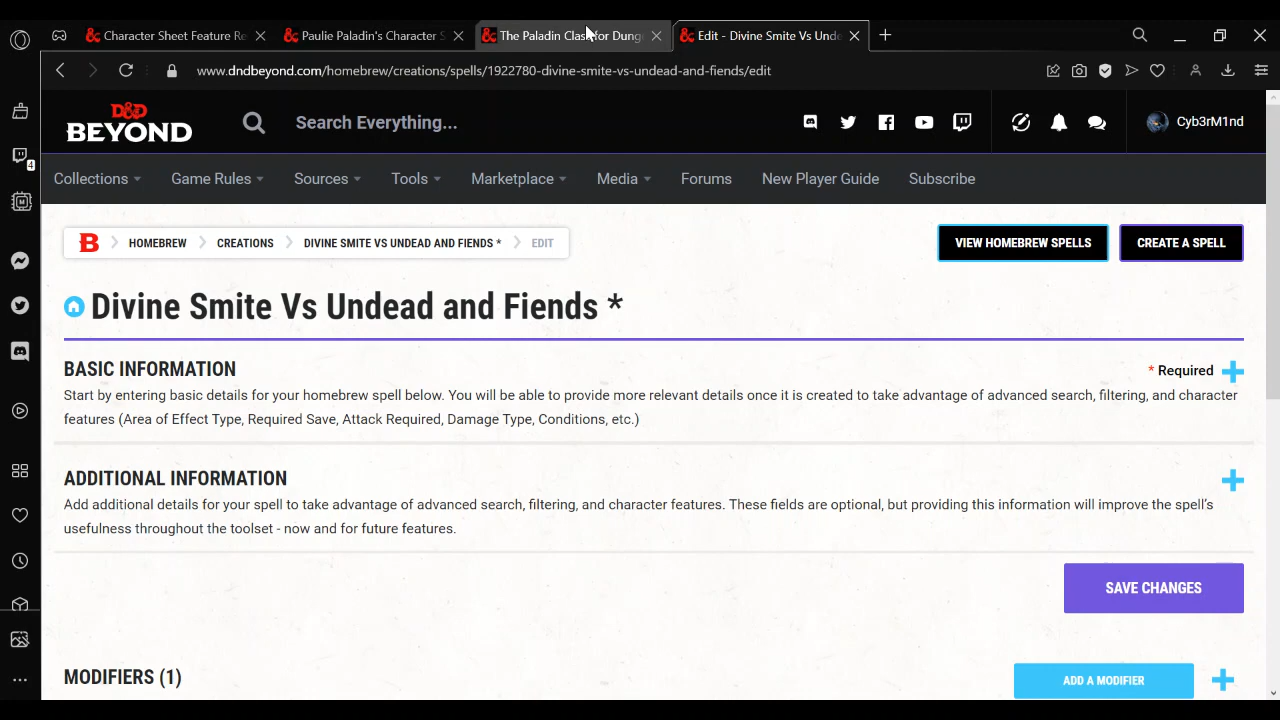 Character Sheet Feature Re
Paulie Paladin's Character S
The Paladin Class for Dung
Edit - Divine Smite Vs Unde
www.dndbeyond.com/homebrew/creations/spells/1922780-divine-smite-vs-undead-and-fiends/edit
D&D
BEYOND
Search Everything...
Cyb3rM1nd
4
Collections
Game Rules
Sources
Tools
Marketplace
Media
Forums
New Player Guide
Subscribe
B
HOMEBREW
CREATIONS
DIVINE SMITE VS UNDEAD AND FIENDS *
EDIT
VIEW HOMEBREW SPELLS
CREATE A SPELL
Divine Smite Vs Undead and Fiends *
BASIC INFORMATION
* Required
Start by entering basic details for your homebrew spell below. You will be able to provide more relevant details once it is created to take advantage of advanced search, filtering, and character
features (Area of Effect Type, Required Save, Attack Required, Damage Type, Conditions, etc.)
ADDITIONAL INFORMATION
Add additional details for your spell to take advantage of advanced search, filtering, and character features. These fields are optional, but providing this information will improve the spell's
usefulness throughout the toolset - now and for future features.
SAVE CHANGES
MODIFIERS (1)
ADD A MODIFIER